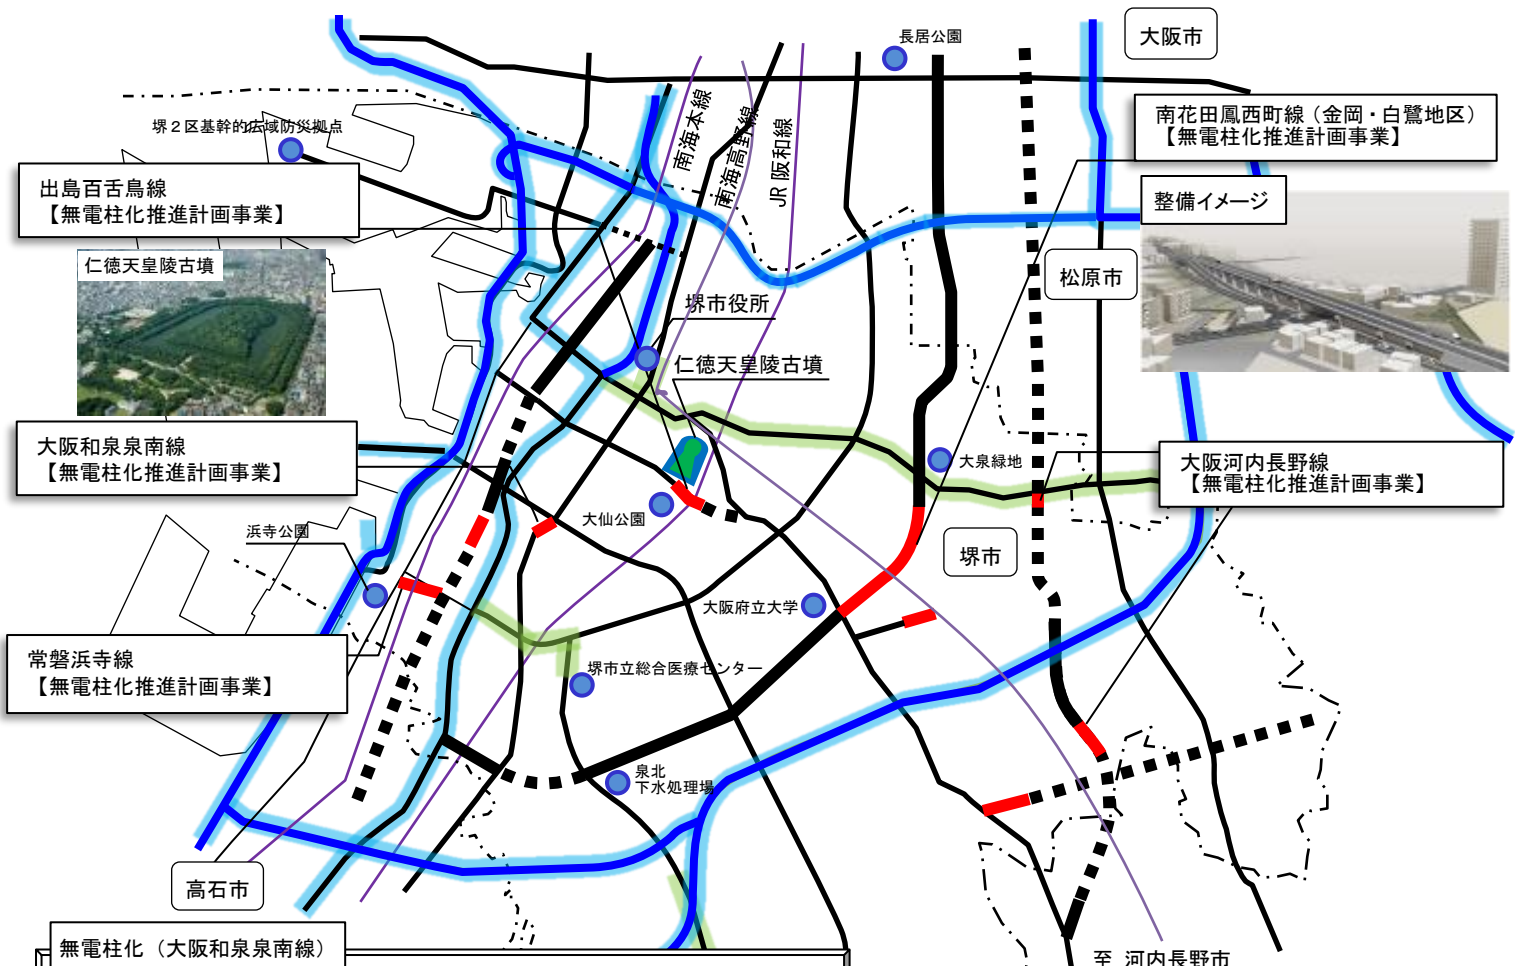 長居公園
大阪市
南花田鳳西町線（金岡・白鷺地区）
【無電柱化推進計画事業】
堺２区基幹的広域防災拠点
南海本線
南海高野線
JR 阪和線
出島百舌鳥線
【無電柱化推進計画事業】
整備イメージ
仁徳天皇陵古墳
松原市
堺市役所
仁徳天皇陵古墳
大阪和泉泉南線
【無電柱化推進計画事業】
大泉緑地
大阪河内長野線
【無電柱化推進計画事業】
大仙公園
浜寺公園
堺市
大阪府立大学
常磐浜寺線
【無電柱化推進計画事業】
堺市立総合医療センター
泉北
下水処理場
高石市
無電柱化（大阪和泉泉南線）
至 河内長野市